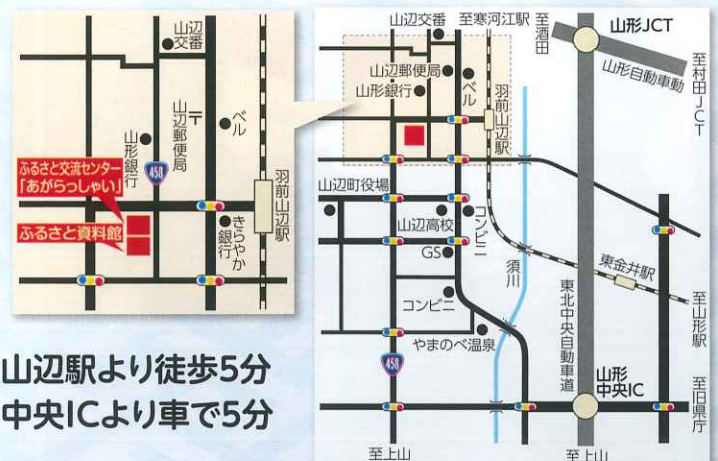 山辺交番
山辺郵便局
〒
ベル
山形銀行
458
ふるさと交流センター
「あがらっしゃい」
ふるさと資料館
きらやか銀行
羽前山辺駅
山辺駅より徒歩5分
中央ICより車で5分
山辺交番
至寒河江駅
至酒田
山形JCT
至村田JCT
山形自動車動
山辺郵便局
山形銀行
ベル
羽前山辺駅
山辺町役場
山辺高校
コンビニ
GS
須川
東金井駅
コンビニ
東北中央自動車道
至山形駅
やまのべ温泉
458
山形
中央IC
至旧県庁
至上山
至上山